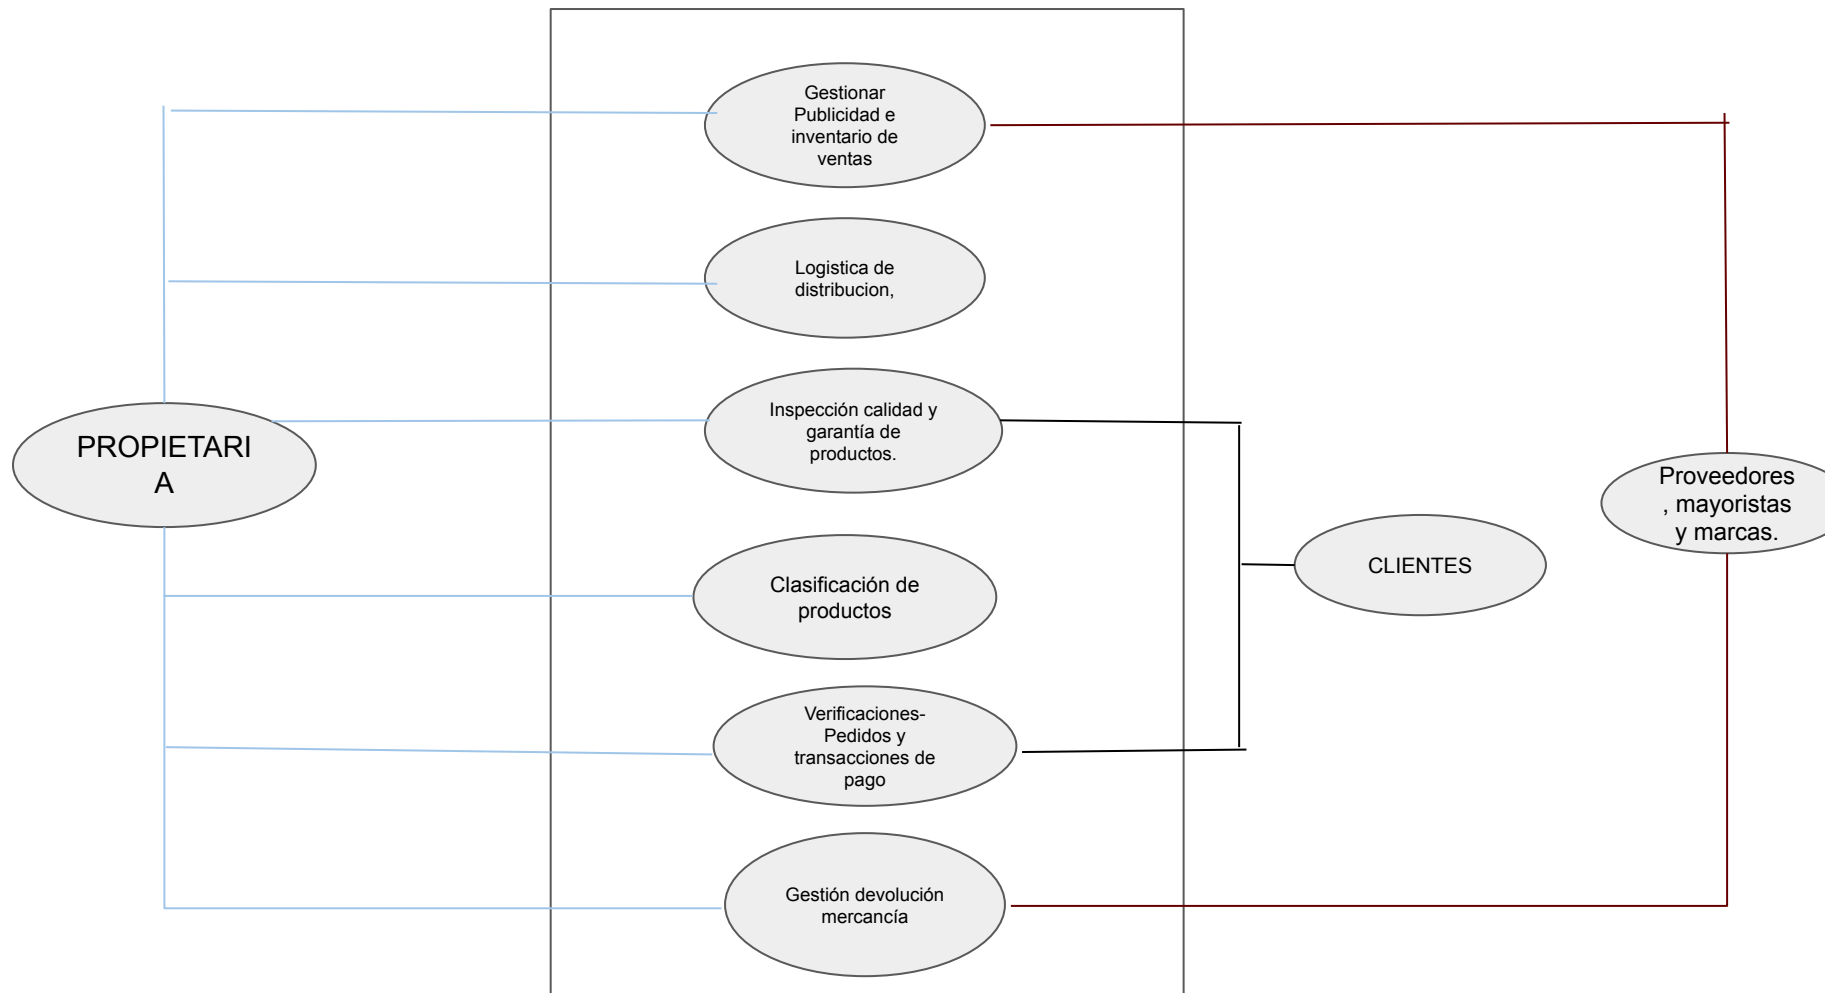 Gestionar
Publicidad e
inventario de
ventas
Logistica de
distribucion,
Inspección calidad y
garantía de
productos.
PROPIETARI
A
Proveedores
, mayoristas
y marcas.
CLIENTES
Clasificación de
productos
Verificaciones-
Pedidos y
transacciones de
pago
Gestión devolución
mercancía